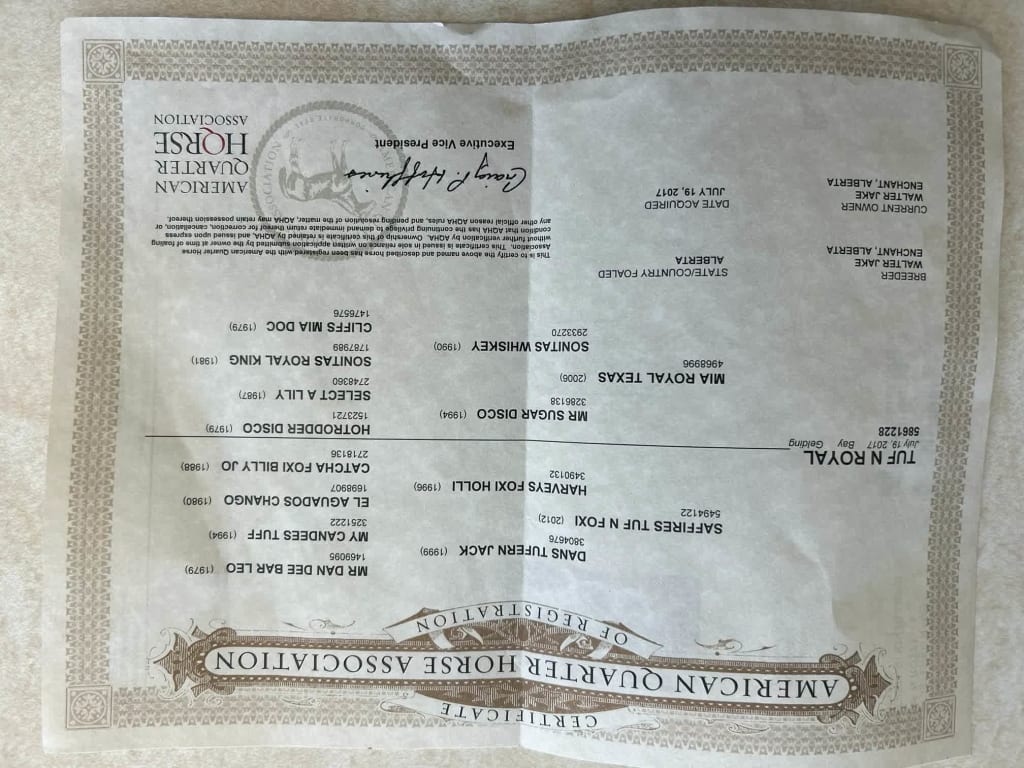 CERTIFICATE
AMERICAN QUARTER HORSE ASSOCIATION
OF REGISTRATION
MR DAN DEE BAR LEO (1979)
1469095
DANS TUFERN JACK (1999)
3804676
MY CANDEES TUFF (1994)
3251222
SAFFIRES TUF N FOXI (2012)
5494122
EL AGUADOS CHANGO (1980)
1698907
HARVEYS FOXI HOLLI (1996)
3490132
CATCHA FOXI BILLY JO (1988)
2718136
TUF N ROYAL
July 19, 2017 Bay Gelding
5861228
HOTRODDER DISCO (1979)
1523721
MR SUGAR DISCO (1994)
3286138
SELECT A LILY (1987)
2748360
MIA ROYAL TEXAS (2006)
4968996
SONITAS ROYAL KING (1981)
1787989
SONITAS WHISKEY (1990)
2933270
CLIFFS MIA DOC (1979)
1476576
BREEDER
WALTER JAKE
ENCHANT, ALBERTA
STATE/COUNTRY FOALED
ALBERTA
CURRENT OWNER
WALTER JAKE
ENCHANT, ALBERTA
DATE ACQUIRED
JULY 19, 2017
This is to certify the above named and described horse has been registered with the American Quarter Horse
Association. This certificate is issued in sole reliance on written application submitted by the owner at time of foaling
without further verification by AQHA. Ownership of this certificate is retained by AQHA, and issued upon express
condition that AQHA has the continuing privilege to demand immediate return thereof for correction, cancellation, or
any other official reason AQHA rules, and pending resolution of the matter, AQHA may retain possession thereof.
Craig P. Huffhines
Executive Vice President
AMERICAN
QUARTER
HORSE
ASSOCIATION